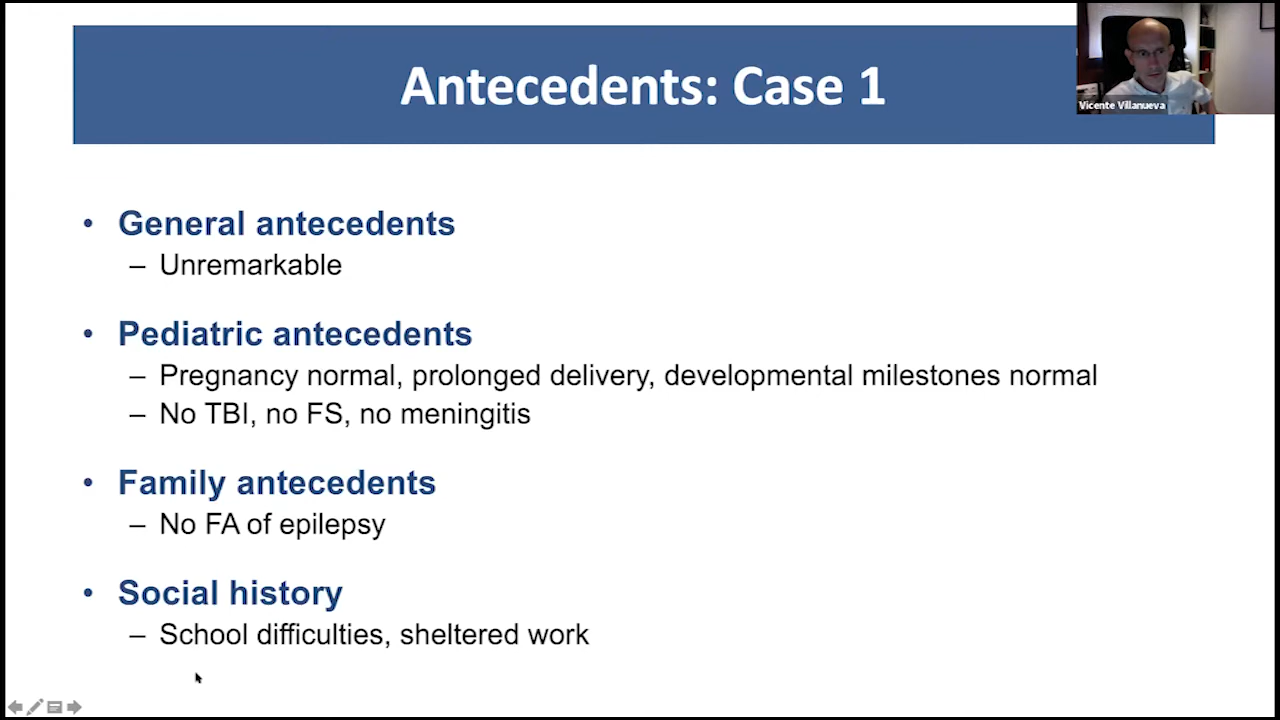 Antecedents: Case 1
Vicente Villanueva
• General antecedents
– Unremarkable
• Pediatric antecedents
– Pregnancy normal, prolonged delivery, developmental milestones normal
– No TBI, no FS, no meningitis
• Family antecedents
– No FA of epilepsy
• Social history
– School difficulties, sheltered work